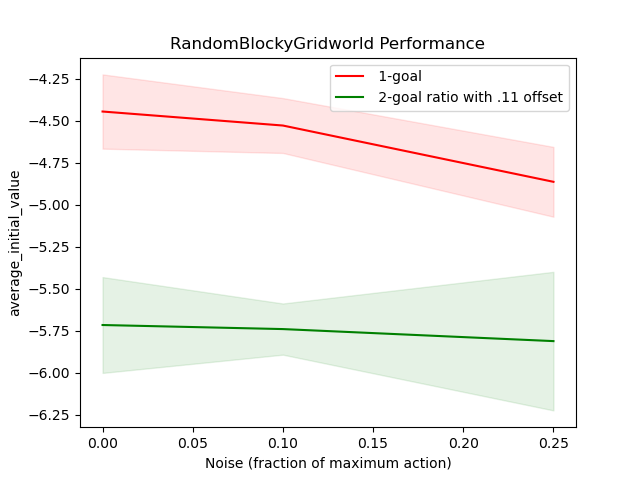 RandomBlockyGridworld Performance
1-goal
2-goal ratio with .11 offset
average_initial_value
−4.25
−4.50
−4.75
−5.00
−5.25
−5.50
−5.75
−6.00
−6.25
0.00 0.05 0.10 0.15 0.20 0.25
Noise (fraction of maximum action)